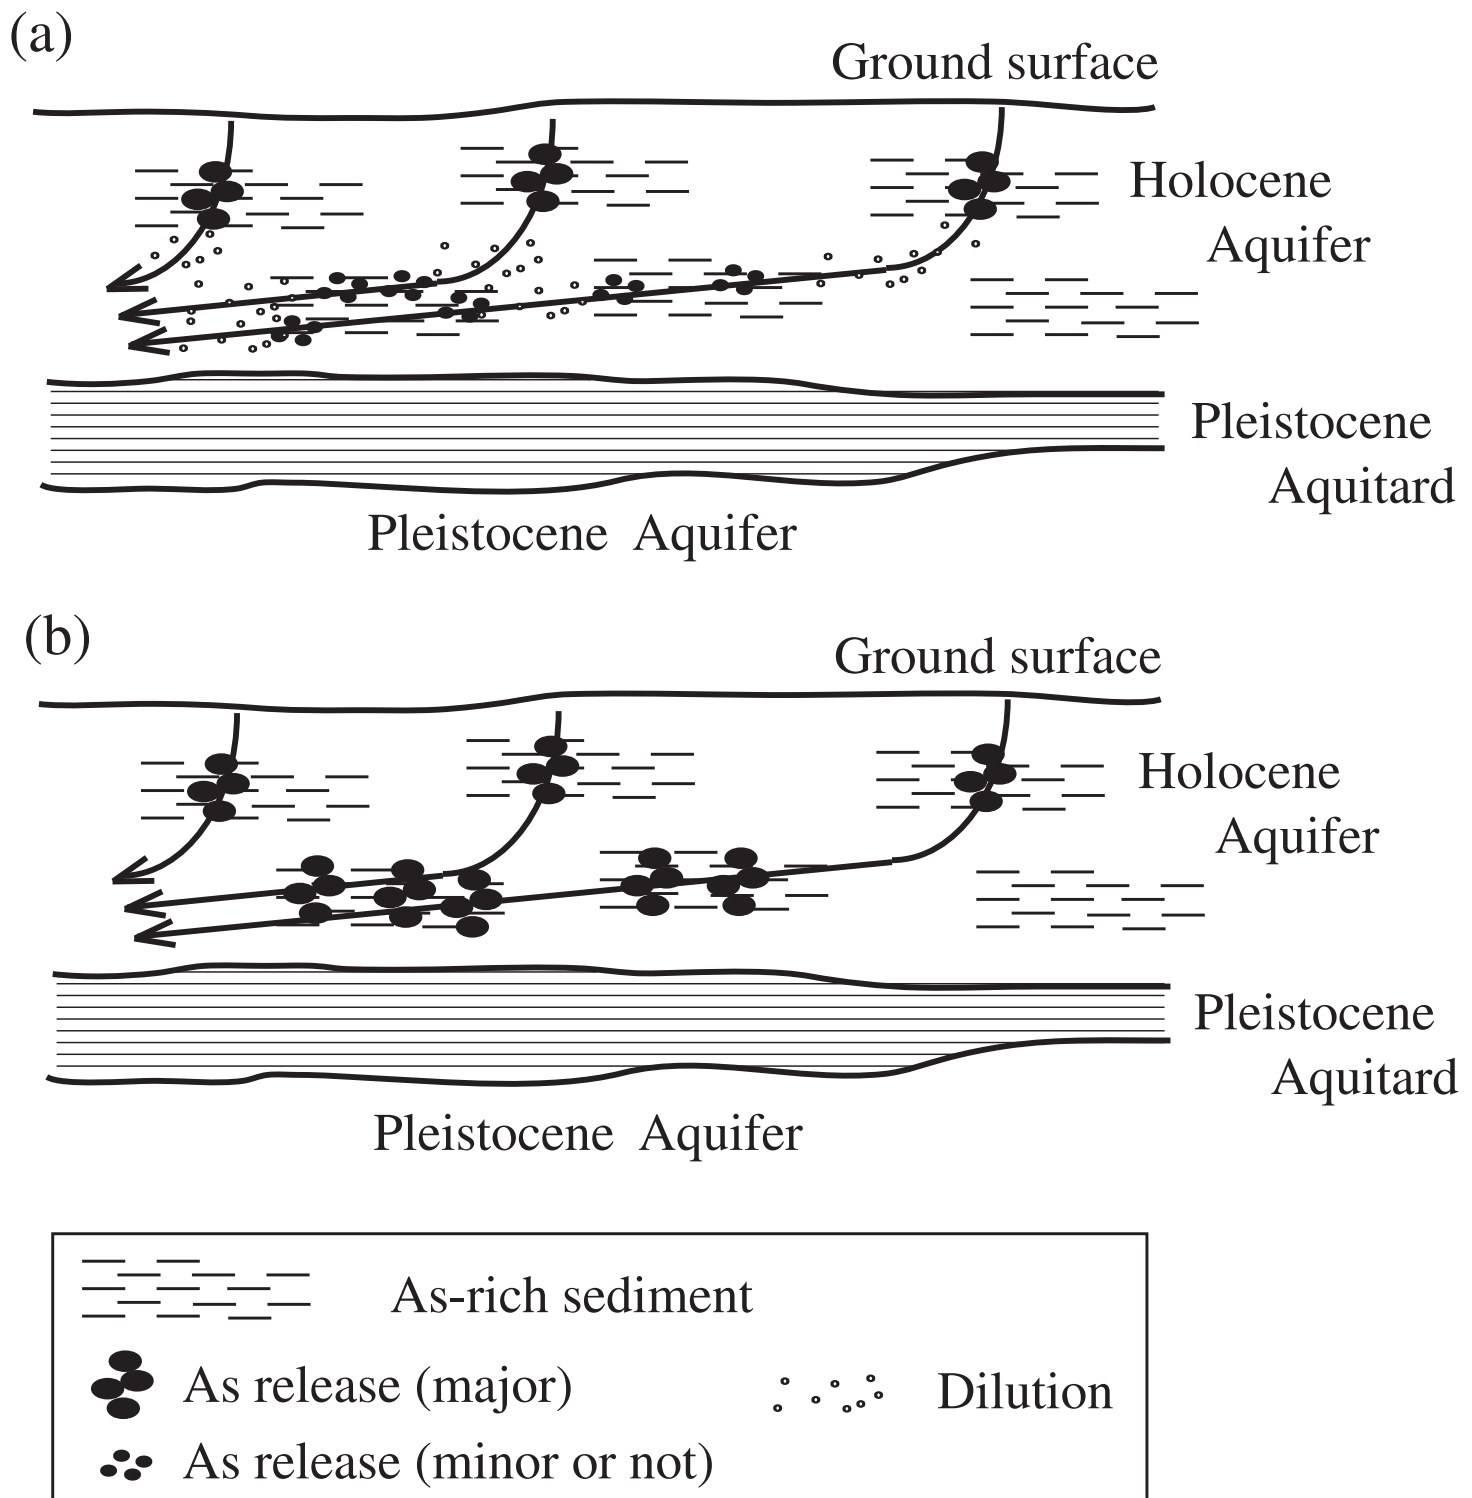 (a)
Ground surface
Holocene
Aquifer
Pleistocene
Aquitard
Pleistocene Aquifer
(b)
Ground surface
Holocene
Aquifer
Pleistocene
Aquitard
Pleistocene Aquifer
As-rich sediment
As release (major)
Dilution
As release (minor or not)